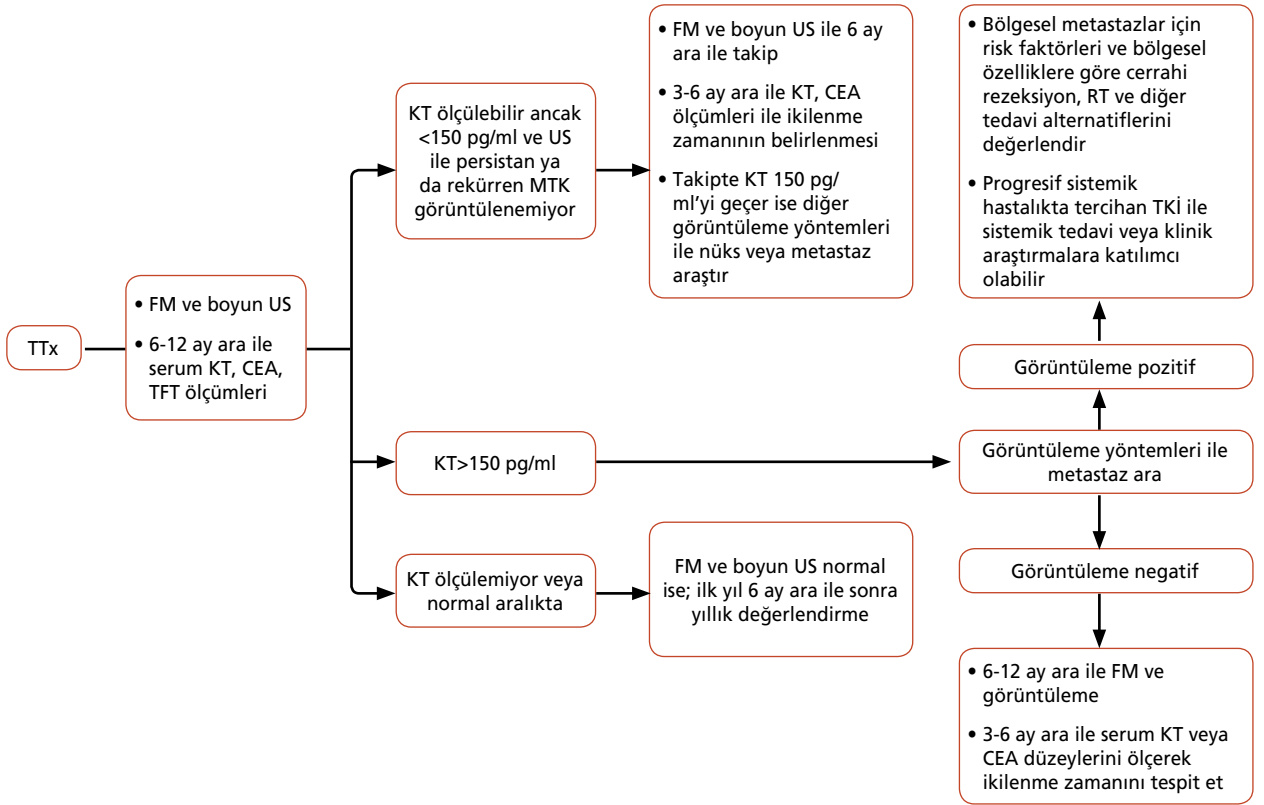 TTx
• FM ve boyun US
• 6-12 ay ara ile
serum KT, CEA,
TFT ölçümleri
KT ölçülebilir ancak
<150 pg/ml ve US
ile persistan ya
da rekürren MTK
görüntülenemiyor
• FM ve boyun US ile 6 ay
ara ile takip
• 3-6 ay ara ile KT, CEA
ölçümleri ile ikilenme
zamanının belirlenmesi
• Takipte KT 150 pg/
ml’yi geçer ise diğer
görüntüleme yöntemleri
ile nüks veya metastaz
araştır
KT>150 pg/ml
KT ölçülemiyor veya
normal aralıkta
FM ve boyun US normal
ise; ilk yıl 6 ay ara ile sonra
yıllık değerlendirme
• Bölgesel metastazlar için
risk faktörleri ve bölgesel
özelliklere göre cerrahi
rezeksiyon, RT ve diğer
tedavi alternatiflerini
değerlendir
• Progresif sistemik
hastalıkta tercihan TKİ ile
sistemik tedavi veya klinik
araştırmalara katılımcı
olabilir
Görüntüleme pozitif
Görüntüleme yöntemleri ile
metastaz ara
Görüntüleme negatif
• 6-12 ay ara ile FM ve
görüntüleme
• 3-6 ay ara ile serum KT veya
CEA düzeylerini ölçerek
ikilenme zamanını tespit et